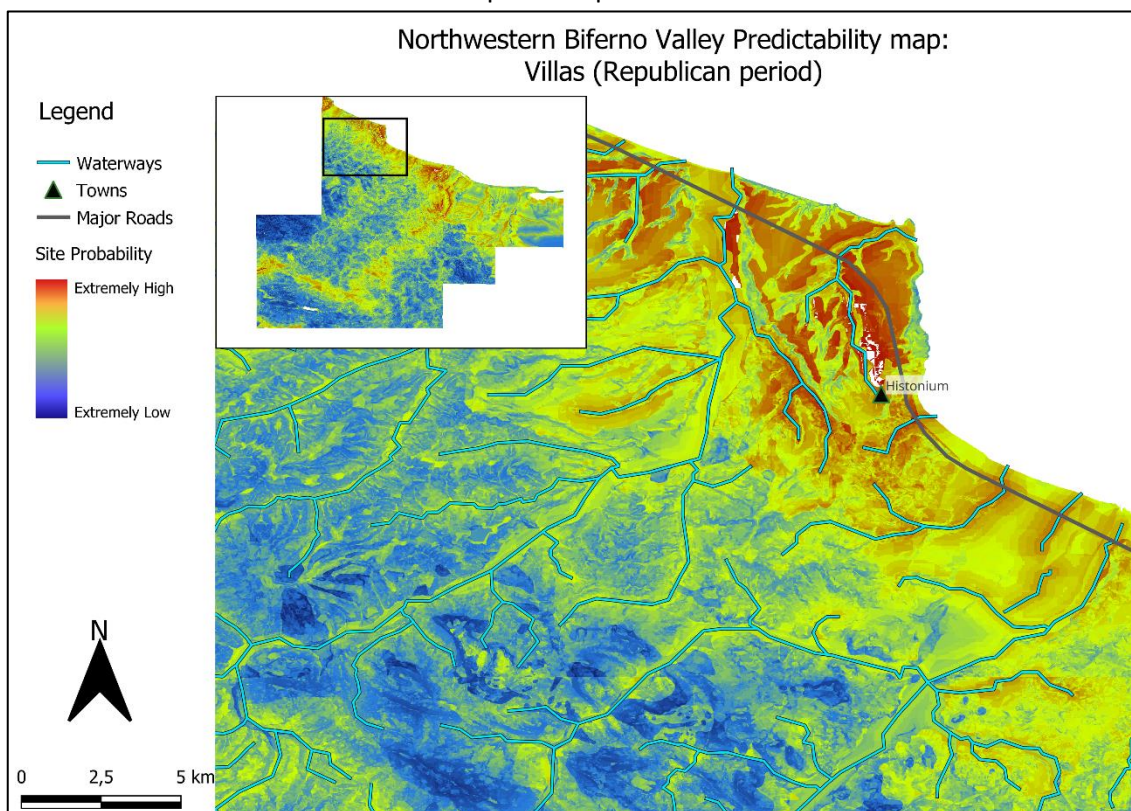 Northwestern Biferno Valley Predictability map:
Villas (Republican period)
Legend
Waterways
Towns
Major Roads
Site Probability
Extremely High
Extremely Low
Histonium
N
0 2,5 5 km